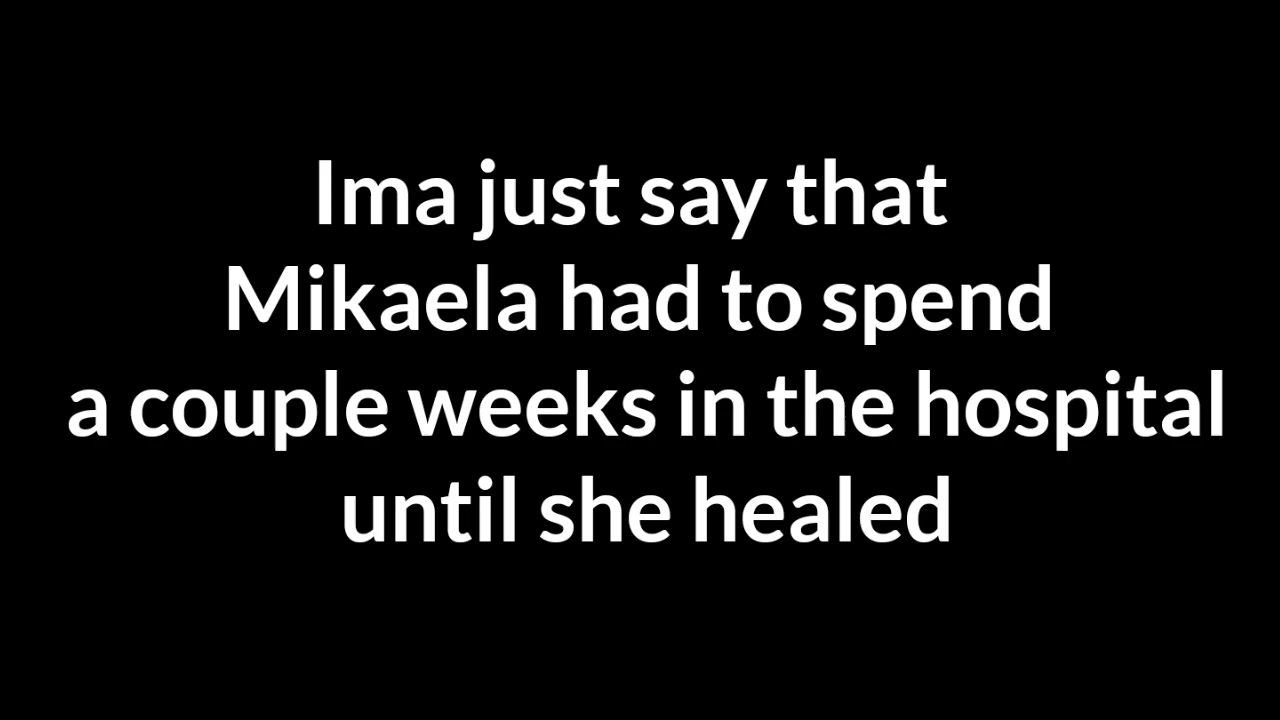 Ima just say that
Mikaela had to spend
a couple weeks in the hospital
until she healed